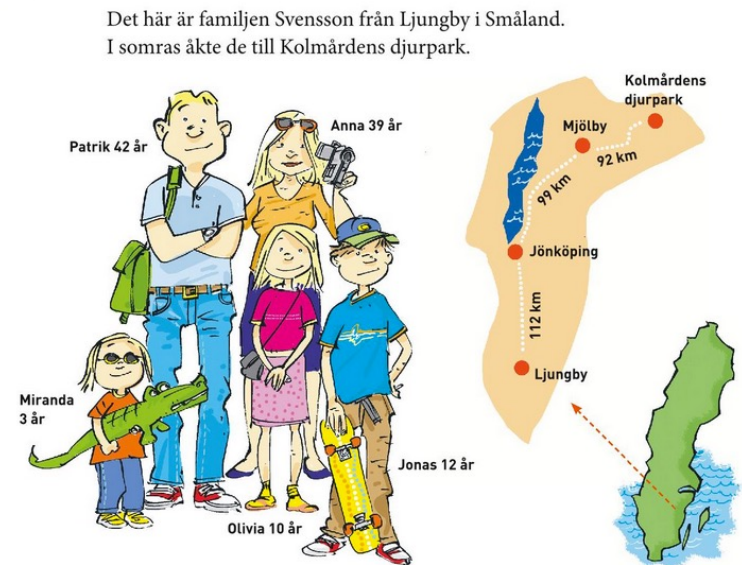 Det här är familjen Svensson från Ljungby i Småland.
I somras åkte de till Kolmårdens djurpark.
Patrik 42 år
Anna 39 år
Miranda
3 år
Olivia 10 år
Jonas 12 år
Kolmårdens
djurpark
Mjölby
92 km
99 km
Jönköping
112 km
Ljungby